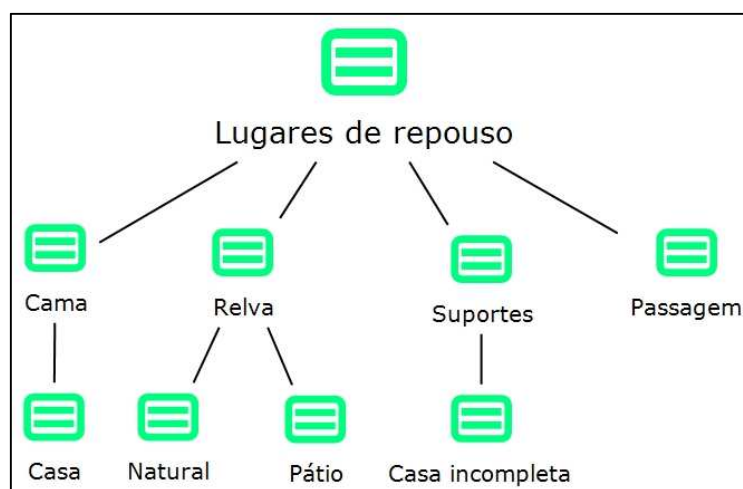 Lugares de repouso
Cama
Relva
Suportes
Passagem
Casa
Natural
Pátio
Casa incompleta